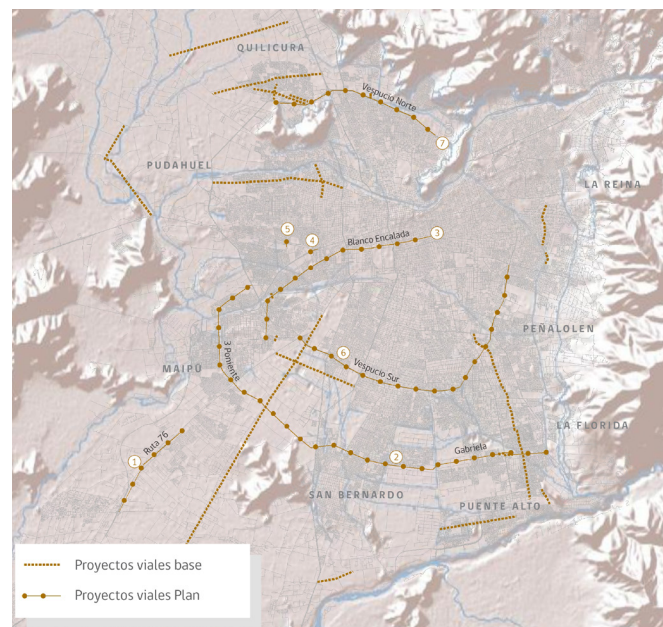 QUILICURA
Vespucio Norte
7
PUDAHUEL
LA REINA
5
4
Blanco Encalada
3
PEÑALOLEN
3 Poniente
6
MAIPÚ
Vespucio Sur
LA FLORIDA
Ruta 76
1
2
Gabriela
SAN BERNARDO
PUENTE ALTO
Proyectos viales base
Proyectos viales Plan